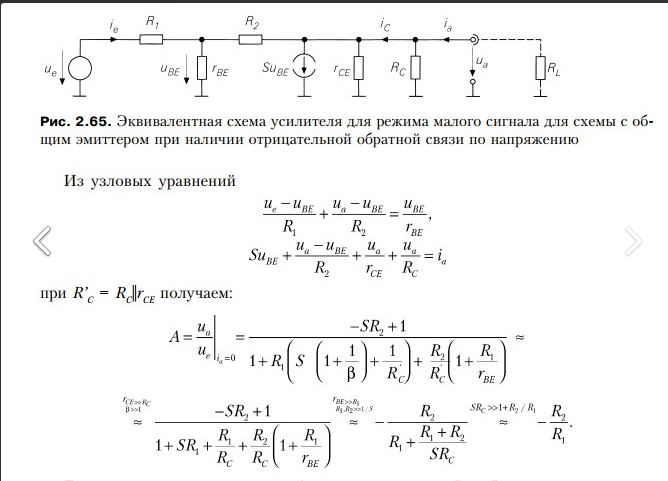 i_e R_1 R_2 i_C i_a
u_e u_BE r_BE Su_BE r_CE R_C u_a R_L
Рис. 2.65. Эквивалентная схема усилителя для режима малого сигнала для схемы с об-
щим эмиттером при наличии отрицательной обратной связи по напряжению
Из узловых уравнений
(u_e − u_BE)/R_1 + (u_a − u_BE)/R_2 = u_BE/r_BE,
Su_BE + (u_a − u_BE)/R_2 + u_a/r_CE + u_a/R_C = i_a
при R'_C = R_C||r_CE получаем:
A = u_a/u_e |_{i_a=0} = (−SR_2 + 1)/(1 + R_1(S (1 + 1/β) + 1/R'_C) + R_2/R'_C (1 + R_1/r_BE)) ≈
r_CE>>R_C β>>1 ≈ (−SR_2 + 1)/(1 + SR_1 + R_1/R_C + R_2/R_C (1 + R_1/r_BE)) r_BE>>R_1 R_1,R_2>>1/S ≈ − R_2/(R_1 + (R_1 + R_2)/(SR_C)) SR_C>>1+R_2/R_1 ≈ − R_2/R_1.